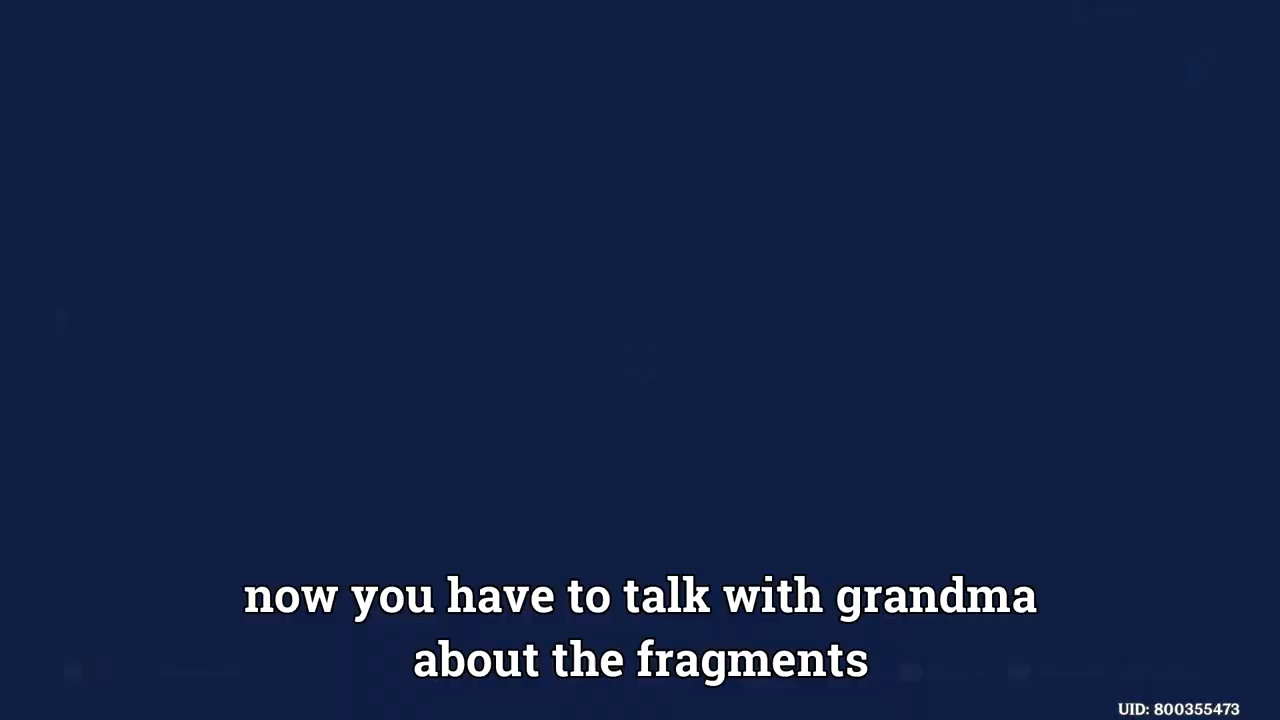 now you have to talk with grandma
about the fragments
UID: 800355473